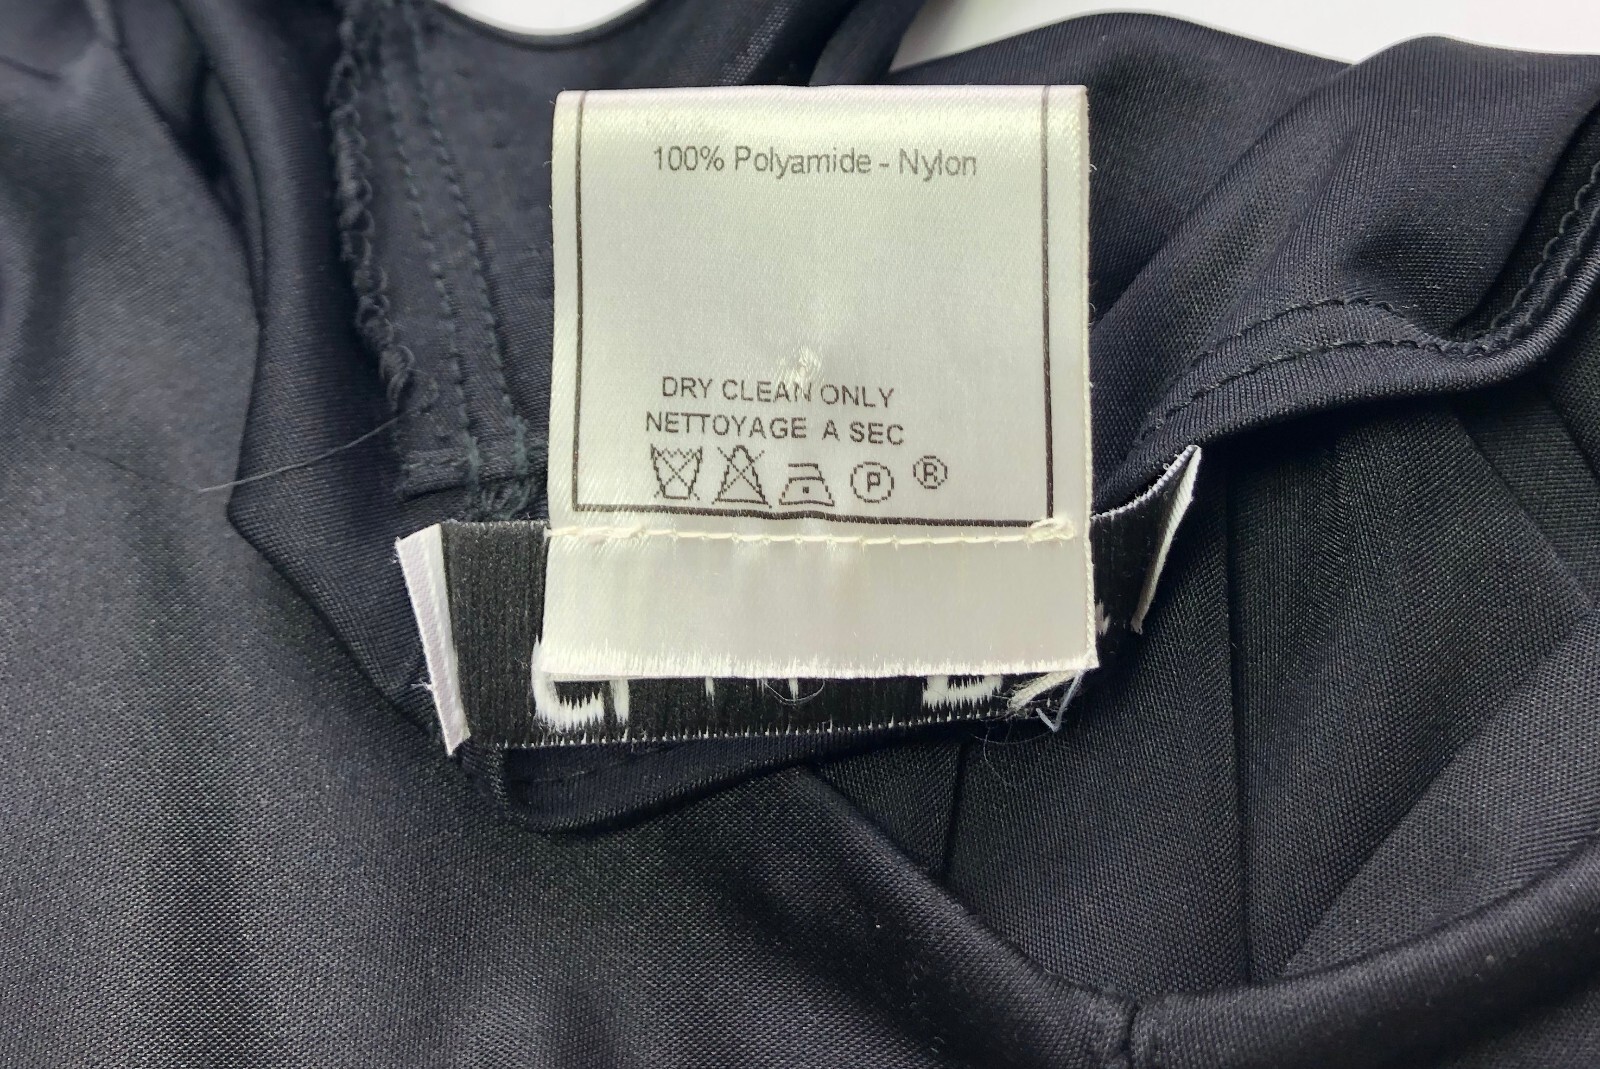 100% Polyamide - Nylon
DRY CLEAN ONLY
NETTOYAGE A SEC
P ®